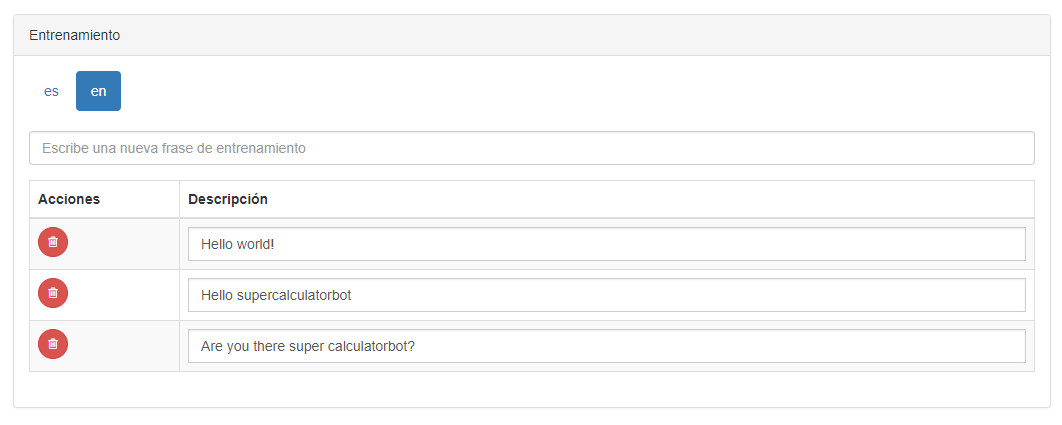 Entrenamiento
es en
Escribe una nueva frase de entrenamiento
Acciones Descripción
Hello world!
Hello supercalculatorbot
Are you there super calculatorbot?